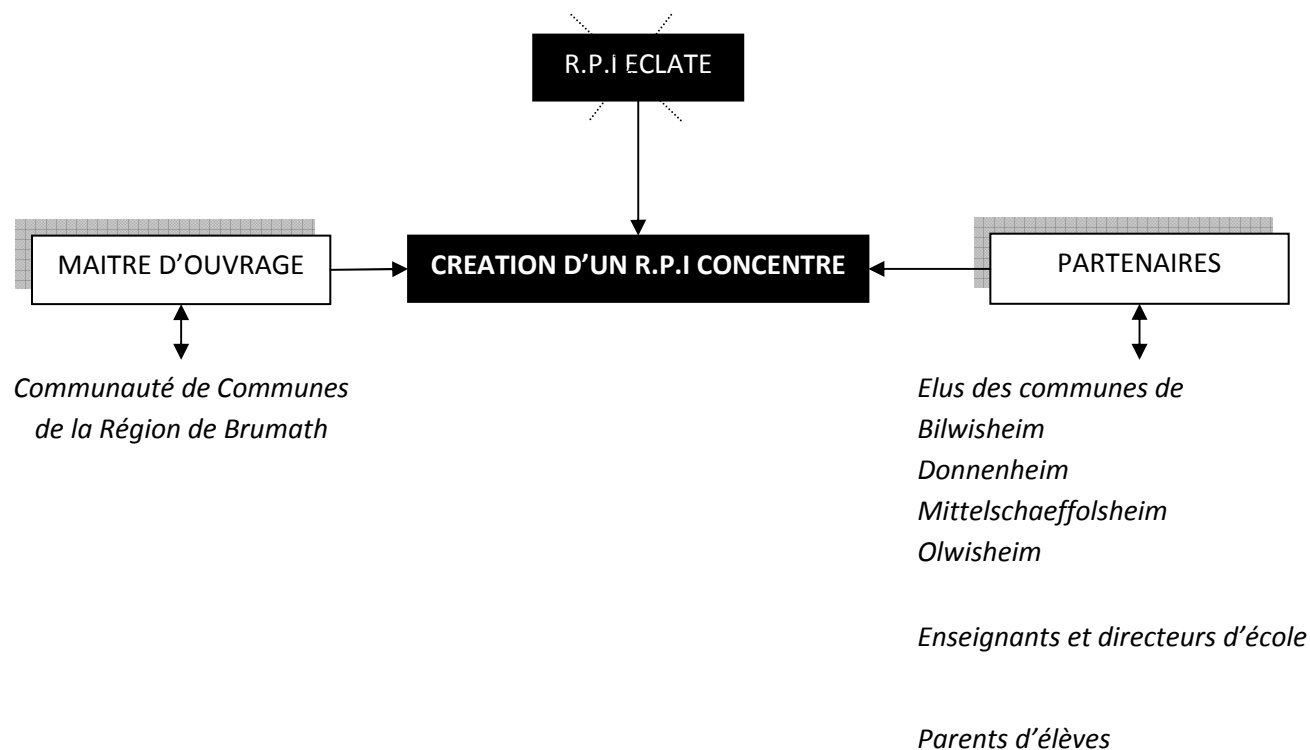 R.P.I ECLATE
MAITRE D'OUVRAGE
CREATION D’UN R.P.I CONCENTRE
PARTENAIRES
Communauté de Communes
de la Région de Brumath
Elus des communes de
Bilwisheim
Donnenheim
Mittelschaeffolsheim
Olwisheim
Enseignants et directeurs d’école
Parents d’élèves